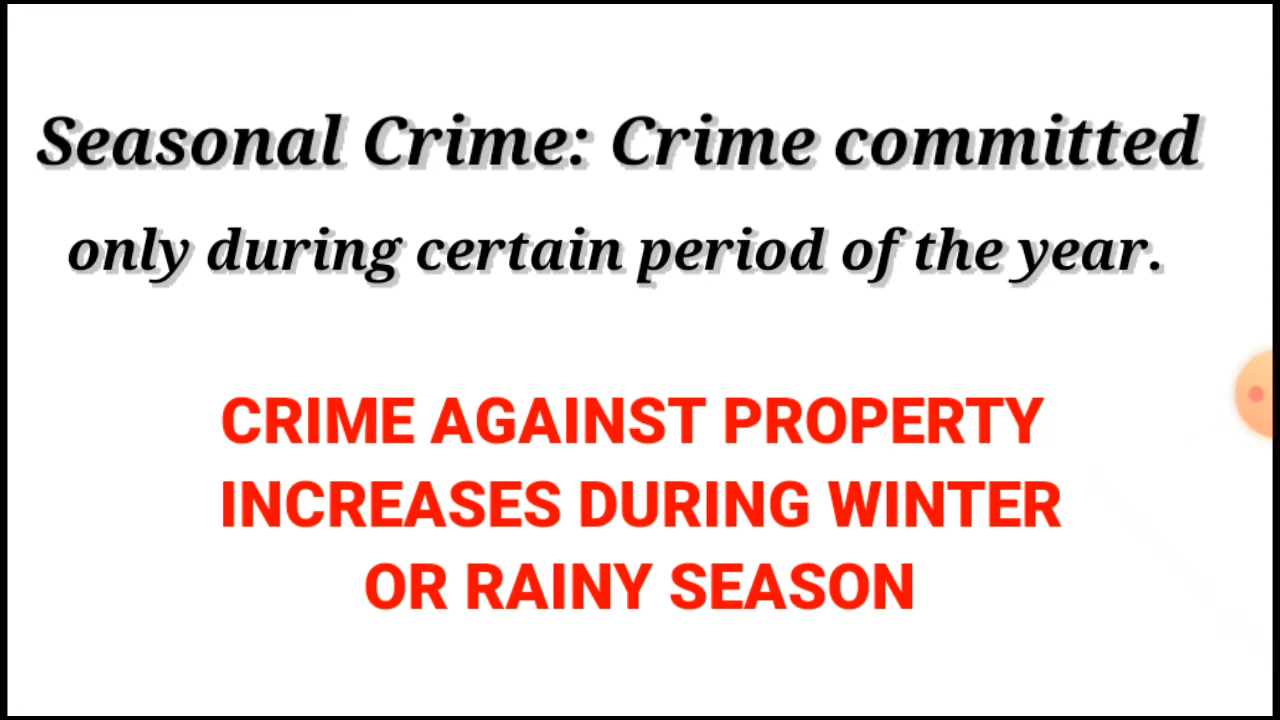 Seasonal Crime: Crime committed
only during certain period of the year.
CRIME AGAINST PROPERTY
INCREASES DURING WINTER
OR RAINY SEASON